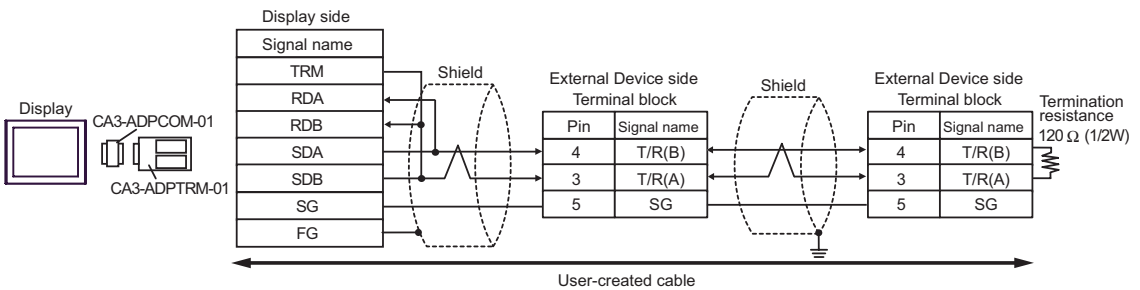 Display side
Signal name
TRM
RDA
RDB
SDA
SDB
SG
FG
Display
CA3-ADPCOM-01
CA3-ADPTRM-01
Shield
External Device side
Terminal block
Pin Signal name
4 T/R(B)
3 T/R(A)
5 SG
Shield
External Device side
Terminal block
Pin Signal name
4 T/R(B)
3 T/R(A)
5 SG
Termination
resistance
120 Ω (1/2W)
User-created cable